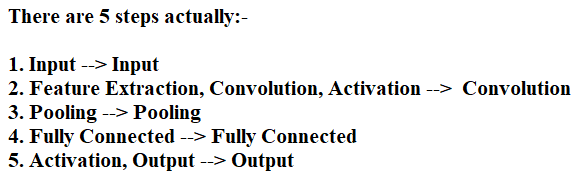 There are 5 steps actually:-
1. Input --> Input
2. Feature Extraction, Convolution, Activation --> Convolution
3. Pooling --> Pooling
4. Fully Connected --> Fully Connected
5. Activation, Output --> Output